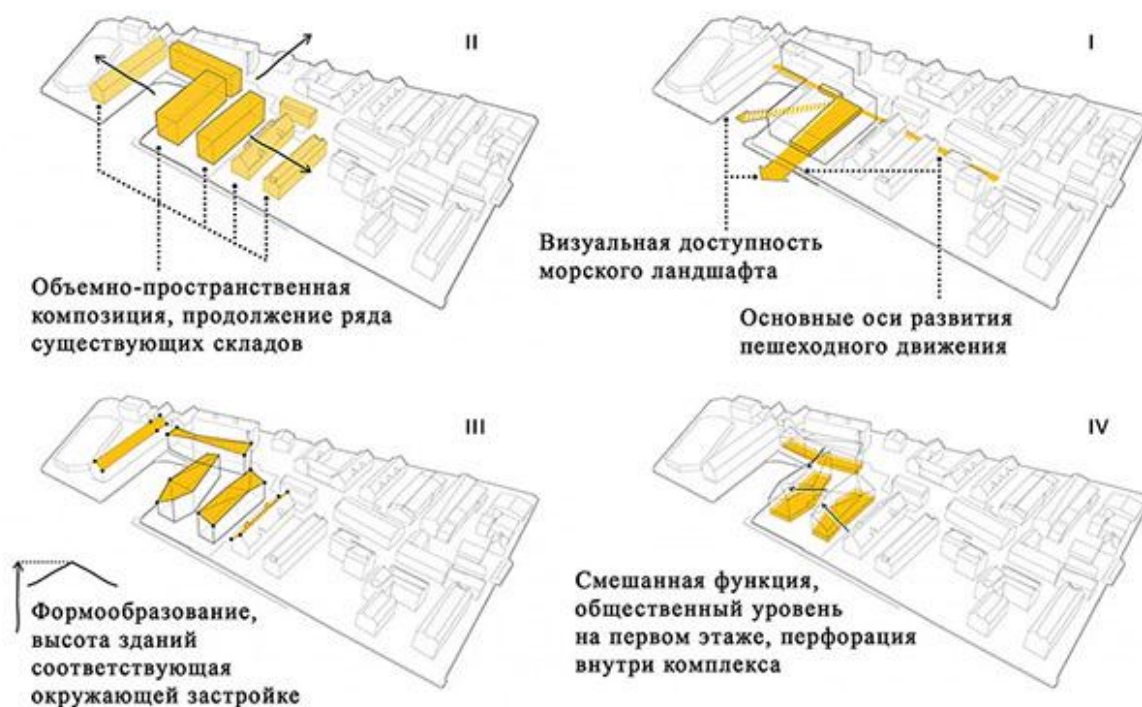 II
Объемно-пространственная
композиция, продолжение ряда
существующих складов
I
Визуальная доступность
морского ландшафта
Основные оси развития
пешеходного движения
III
Формообразование,
высота зданий
соответствующая
окружающей застройке
IV
Смешанная функция,
общественный уровень
на первом этаже, перфорация
внутри комплекса